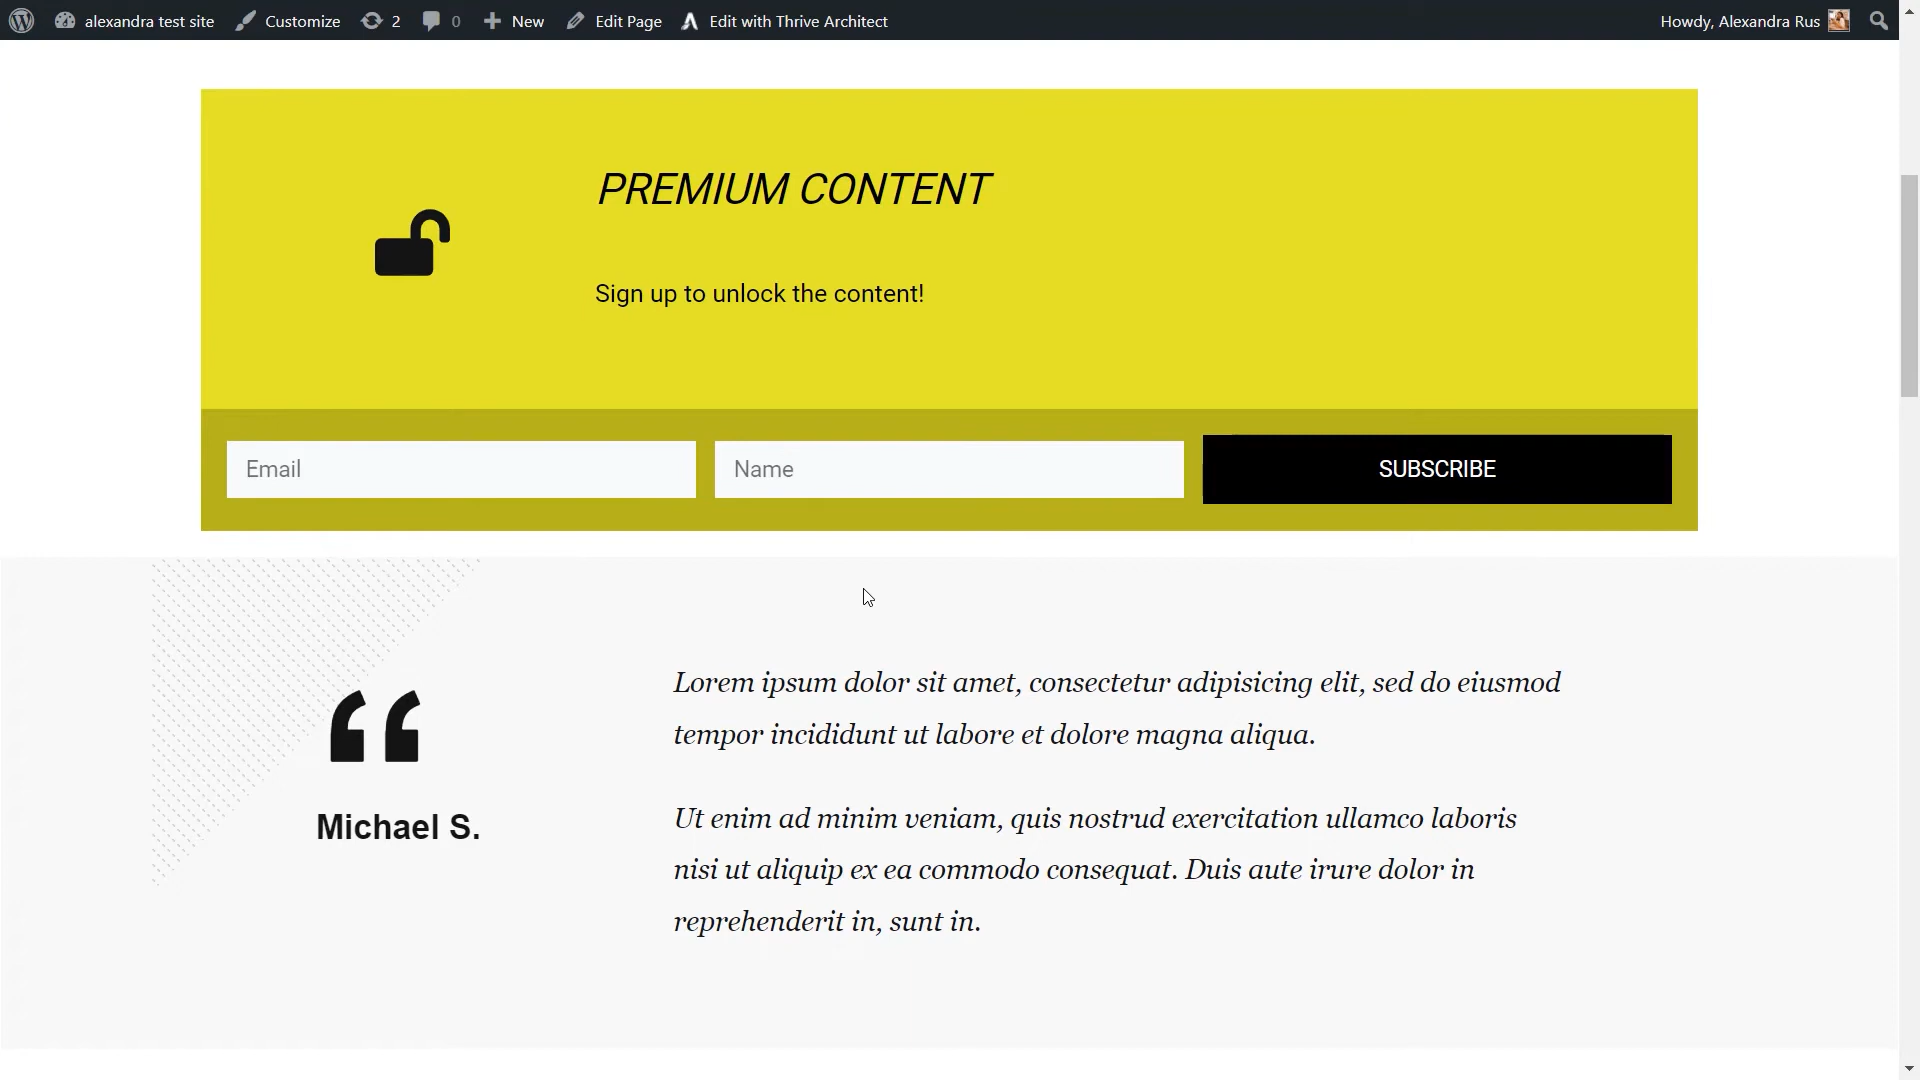 alexandra test site Customize 2 0 New Edit Page Edit with Thrive Architect Howdy, Alexandra Rus
PREMIUM CONTENT
Sign up to unlock the content!
Email Name SUBSCRIBE
Lorem ipsum dolor sit amet, consectetur adipisicing elit, sed do eiusmod
tempor incididunt ut labore et dolore magna aliqua.
Michael S.
Ut enim ad minim veniam, quis nostrud exercitation ullamco laboris
nisi ut aliquip ex ea commodo consequat. Duis aute irure dolor in
reprehenderit in, sunt in.